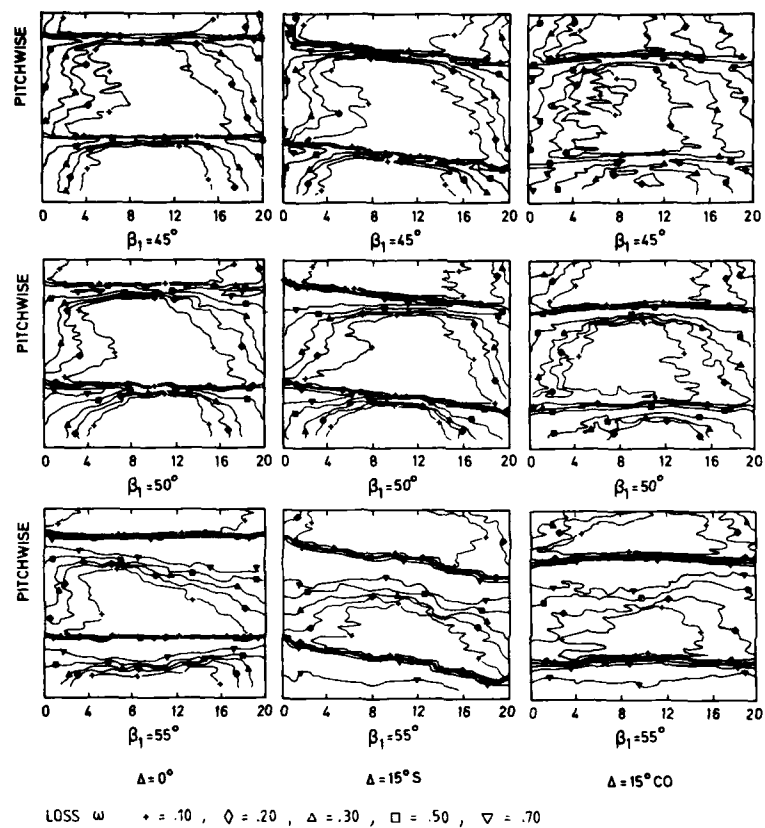 PITCHWISE
0 4 8 12 16 20 0 4 8 12 16 20 0 4 8 12 16 20
β₁ = 45° β₁ = 45° β₁ = 45°
PITCHWISE
0 4 8 12 16 20 0 4 8 12 16 20 0 4 8 12 16 20
β₁ = 50° β₁ = 50° β₁ = 50°
PITCHWISE
0 4 8 12 16 20 0 4 8 12 16 20 0 4 8 12 16 20
β₁ = 55° β₁ = 55° β₁ = 55°
Δ = 0° Δ = 15° S Δ = 15° CO
LOSS ω + = .10 , ◊ = .20 , △ = .30 , □ = .50 , ▽ = .70